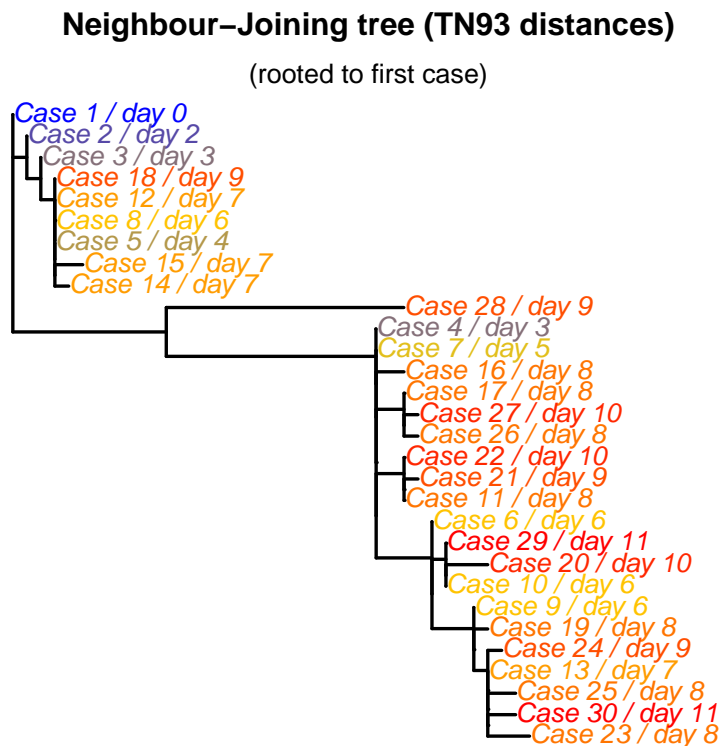 Neighbour–Joining tree (TN93 distances)
(rooted to first case)
Case 1 / day 0
Case 2 / day 2
Case 3 / day 3
Case 18 / day 9
Case 12 / day 7
Case 8 / day 6
Case 5 / day 4
Case 15 / day 7
Case 14 / day 7
Case 28 / day 9
Case 4 / day 3
Case 7 / day 5
Case 16 / day 8
Case 17 / day 8
Case 27 / day 10
Case 26 / day 8
Case 22 / day 10
Case 21 / day 9
Case 11 / day 8
Case 6 / day 6
Case 29 / day 11
Case 20 / day 10
Case 10 / day 6
Case 9 / day 6
Case 19 / day 8
Case 24 / day 9
Case 13 / day 7
Case 25 / day 8
Case 30 / day 11
Case 23 / day 8